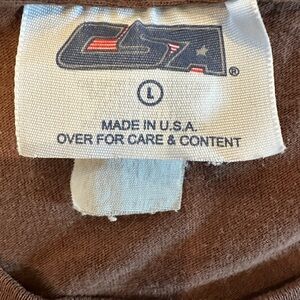 CSA ®
L
MADE IN U.S.A.
OVER FOR CARE & CONTENT